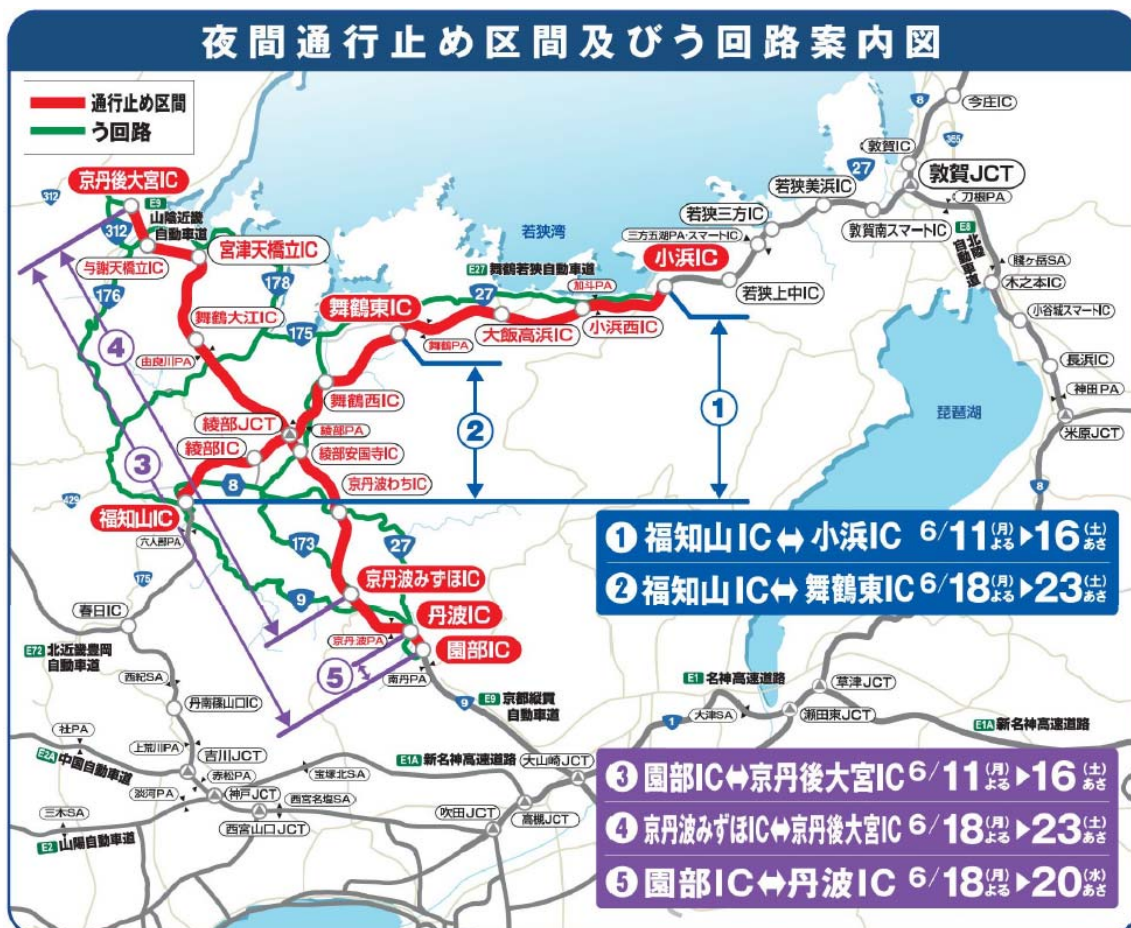 夜間通行止め区間及びう回路案内図
通行止め区間
う回路
今庄IC
8
365
敦賀IC
27
敦賀JCT
刀根PA
若狭美浜IC
敦賀南スマートIC
E8
北陸
自動車道
賤ヶ岳SA
木之本IC
小谷城スマートIC
長浜IC
神田PA
米原JCT
8
琵琶湖
312
京丹後大宮IC
E9
山陰近畿
自動車道
312
与謝天橋立IC
宮津天橋立IC
176
178
舞鶴大江IC
由良川PA
175
若狭湾
若狭三方IC
三方五湖PA・スマートIC
小浜IC
若狭上中IC
E27 舞鶴若狭自動車道
加斗PA
27
舞鶴東IC
舞鶴PA
大飯高浜IC
小浜西IC
舞鶴西IC
綾部JCT
綾部PA
綾部IC
綾部安国寺IC
京丹波わちIC
①
②
③
④
⑤
429
福知山IC
8
六人部PA
175
173
27
9
京丹波みずほIC
丹波IC
京丹波PA
園部IC
南丹PA
春日IC
E72 北近畿豊岡
自動車道
西紀SA
丹南篠山口IC
9
E9 京都縦貫
自動車道
社PA
上荒川PA
吉川JCT
E2A 中国自動車道
赤松PA
淡河PA
神戸JCT
宝塚北SA
西宮名塩SA
三木SA
E2 山陽自動車道
西宮山口JCT
E1A 新名神高速道路
大山崎JCT
吹田JCT
高槻JCT
E1 名神高速道路
1
大津SA
草津JCT
瀬田東JCT
E1A 新名神高速道路
❶ 福知山IC⇔小浜IC 6/11(月)よる▶16(土)あさ
❷ 福知山IC⇔舞鶴東IC 6/18(月)よる▶23(土)あさ
❸ 園部IC⇔京丹後大宮IC 6/11(月)よる▶16(土)あさ
❹ 京丹波みずほIC⇔京丹後大宮IC 6/18(月)よる▶23(土)あさ
❺ 園部IC⇔丹波IC 6/18(月)よる▶20(水)あさ